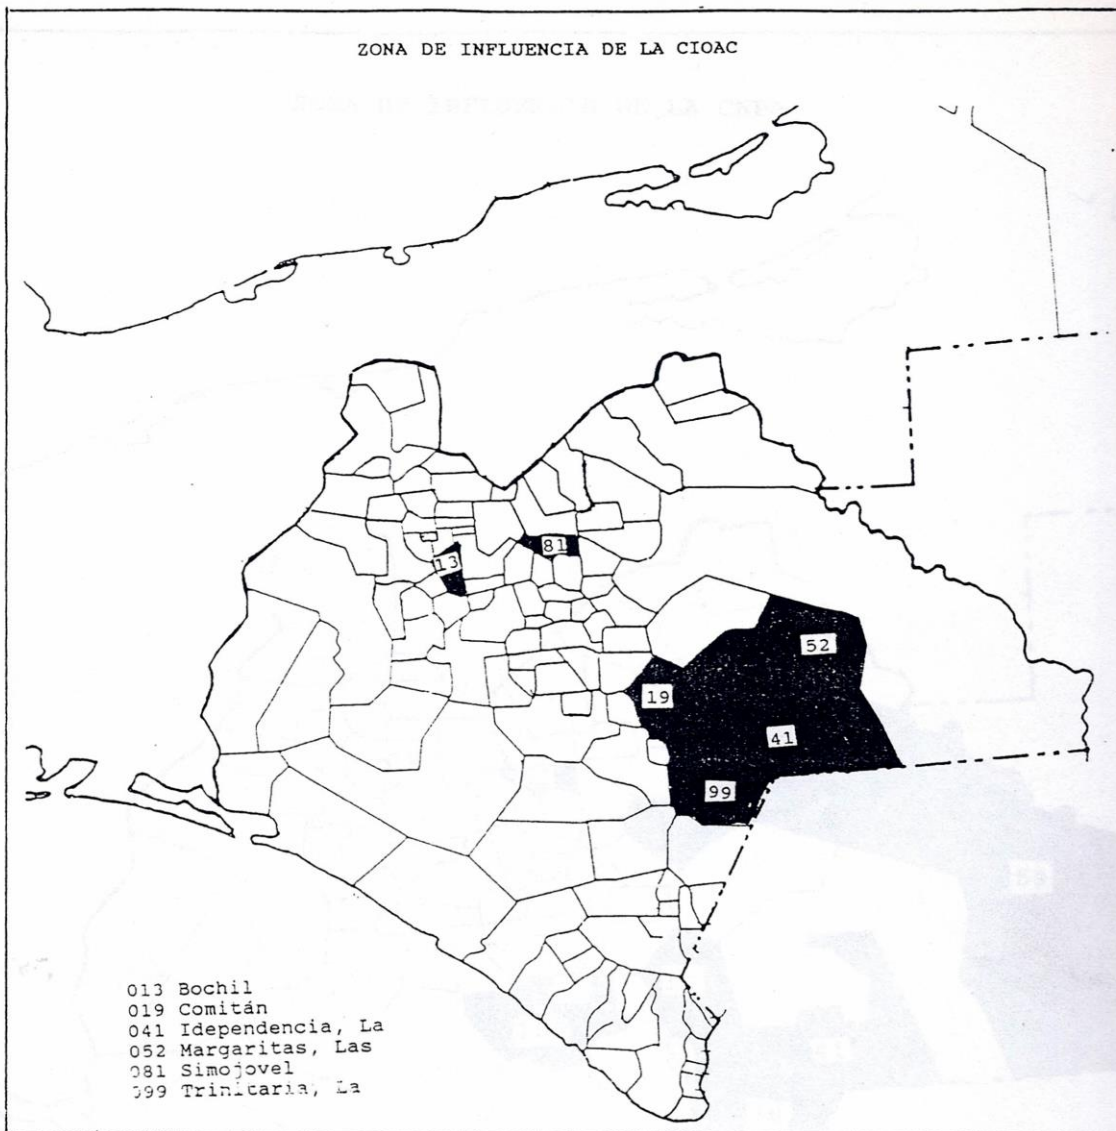 ZONA DE INFLUENCIA DE LA CIOAC
81
13
52
19
41
99
013 Bochil
019 Comitán
041 Idependencia, La
052 Margaritas, Las
081 Simojovel
099 Trinitaria, La